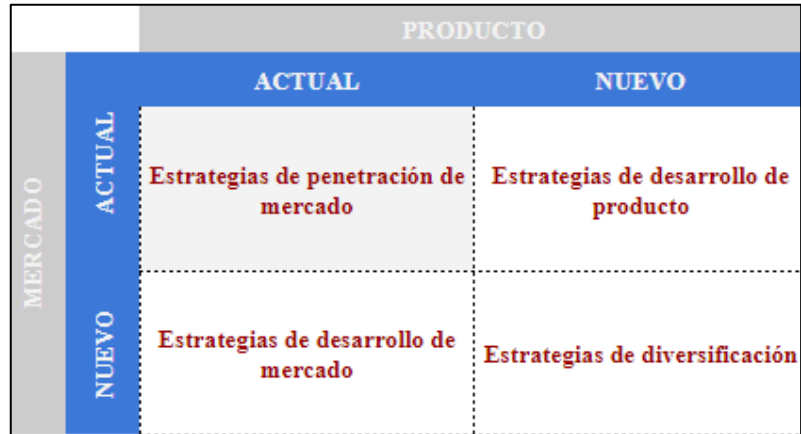 PRODUCTO
ACTUAL
NUEVO
MERCADO
ACTUAL
Estrategias de penetración de
mercado
Estrategias de desarrollo de
producto
NUEVO
Estrategias de desarrollo de
mercado
Estrategias de diversificación